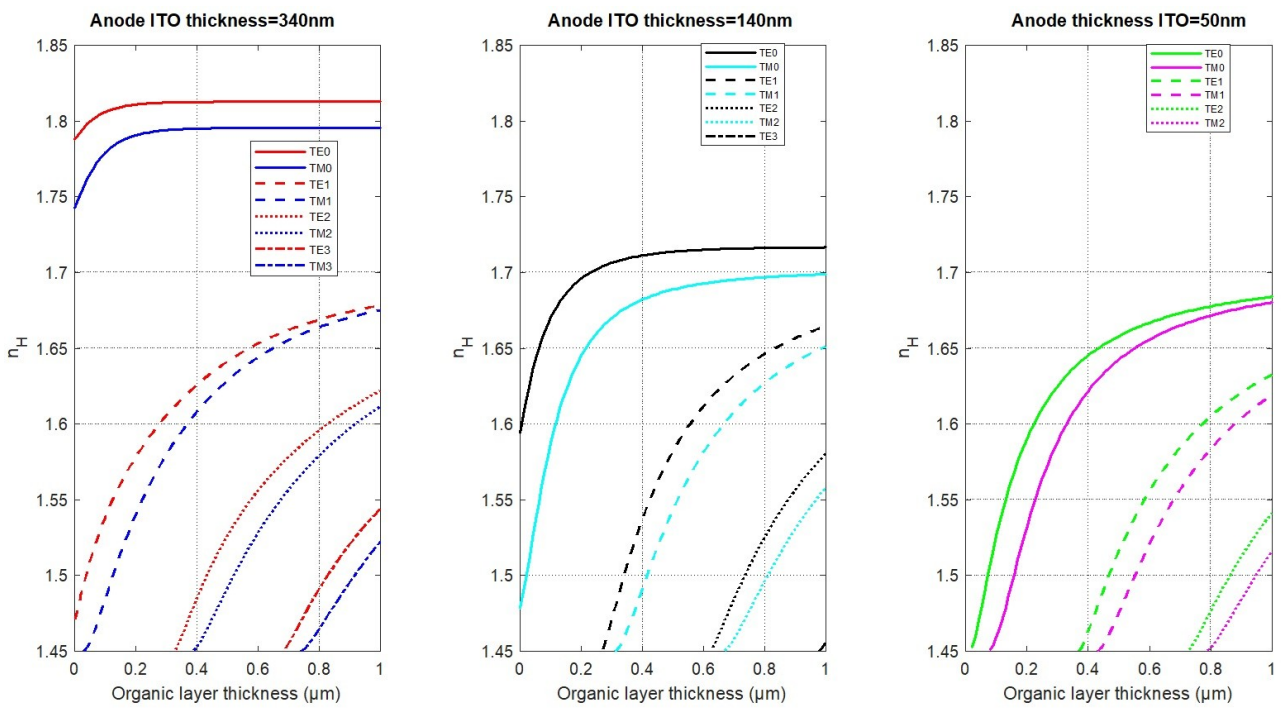 Anode ITO thickness=340nm
1.85
1.8
1.75
1.7
1.65
1.6
1.55
1.5
1.45
n_H
TE0
TM0
TE1
TM1
TE2
TM2
TE3
TM3
0 0.2 0.4 0.6 0.8 1
Organic layer thickness (μm)
Anode ITO thickness=140nm
1.85
1.8
1.75
1.7
1.65
1.6
1.55
1.5
1.45
n_H
TE0
TM0
TE1
TM1
TE2
TM2
TE3
0 0.2 0.4 0.6 0.8 1
Organic layer thickness (μm)
Anode thickness ITO=50nm
1.85
1.8
1.75
1.7
1.65
1.6
1.55
1.5
1.45
n_H
TE0
TM0
TE1
TM1
TE2
TM2
0 0.2 0.4 0.6 0.8 1
Organic layer thickness (μm)